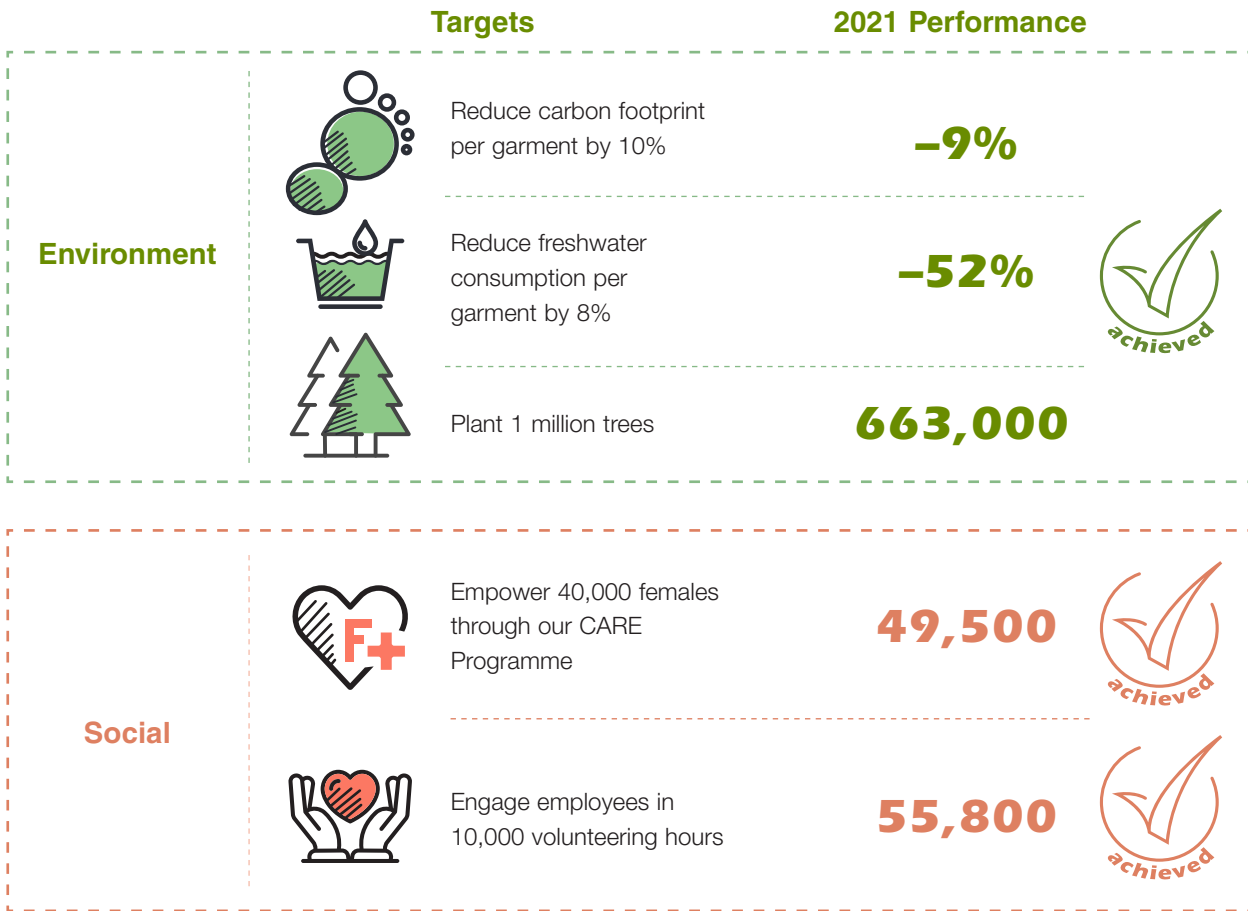 Targets
2021 Performance
Environment
Reduce carbon footprint
per garment by 10%
–9%
Reduce freshwater
consumption per
garment by 8%
–52%
achieved
Plant 1 million trees
663,000
Social
F+
Empower 40,000 females
through our CARE
Programme
49,500
achieved
Engage employees in
10,000 volunteering hours
55,800
achieved